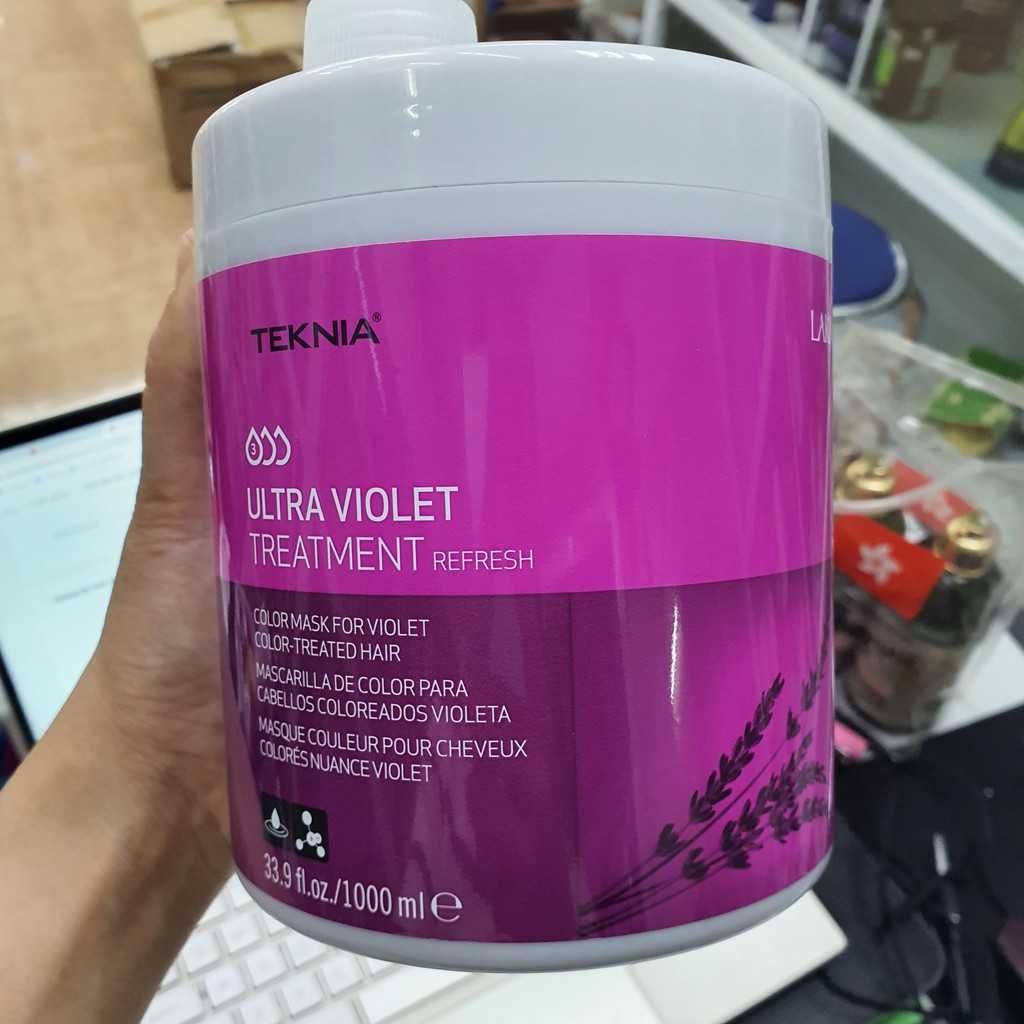 TEKNIA®
3
ULTRA VIOLET
TREATMENT REFRESH
COLOR MASK FOR VIOLET
COLOR-TREATED HAIR
MASCARILLA DE COLOR PARA
CABELLOS COLOREADOS VIOLETA
MASQUE COULEUR POUR CHEVEUX
COLORÉS NUANCE VIOLET
33.9 fl.oz./1000 ml ℮